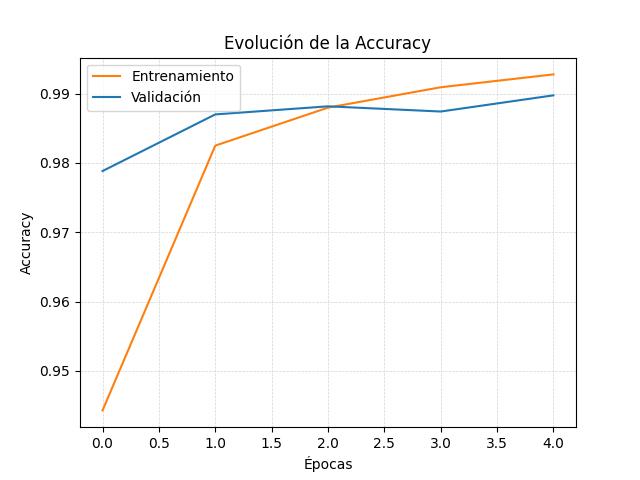 Evolución de la Accuracy
Entrenamiento
Validación
0.99
0.98
0.97
0.96
0.95
Accuracy
0.0 0.5 1.0 1.5 2.0 2.5 3.0 3.5 4.0
Épocas